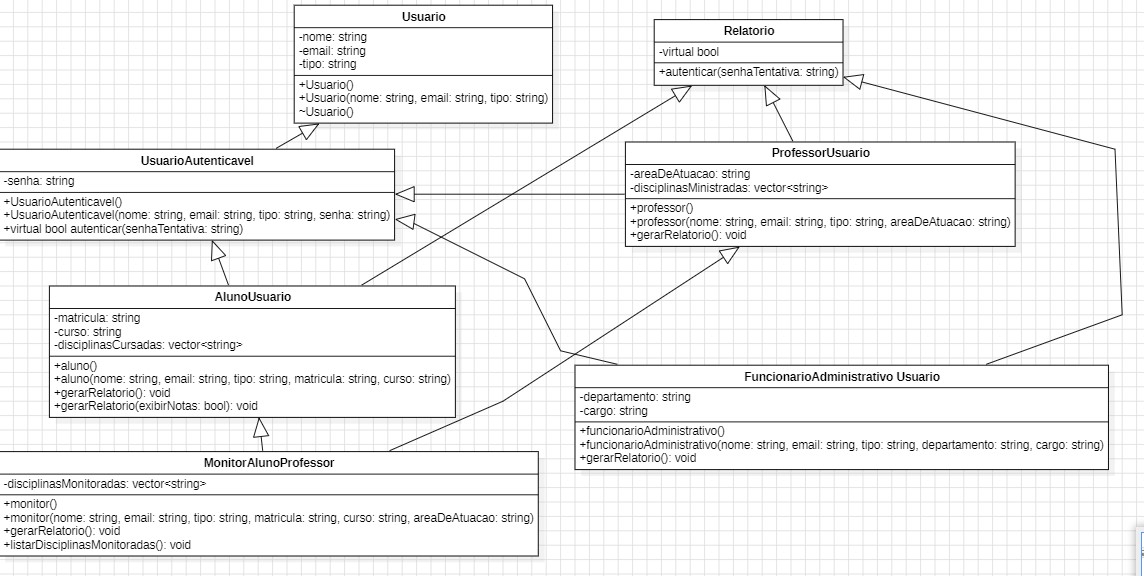 Usuario
-nome: string
-email: string
-tipo: string
+Usuario()
+Usuario(nome: string, email: string, tipo: string)
~Usuario()
Relatorio
-virtual bool
+autenticar(senhaTentativa: string)
UsuarioAutenticavel
-senha: string
+UsuarioAutenticavel()
+UsuarioAutenticavel(nome: string, email: string, tipo: string, senha: string)
+virtual bool autenticar(senhaTentativa: string)
ProfessorUsuario
-areaDeAtuacao: string
-disciplinasMinistradas: vector<string>
+professor()
+professor(nome: string, email: string, tipo: string, areaDeAtuacao: string)
+gerarRelatorio(): void
AlunoUsuario
-matricula: string
-curso: string
-disciplinasCursadas: vector<string>
+aluno()
+aluno(nome: string, email: string, tipo: string, matricula: string, curso: string)
+gerarRelatorio(): void
+gerarRelatorio(exibirNotas: bool): void
FuncionarioAdministrativo Usuario
-departamento: string
-cargo: string
+funcionarioAdministrativo()
+funcionarioAdministrativo(nome: string, email: string, tipo: string, departamento: string, cargo: string)
+gerarRelatorio(): void
MonitorAlunoProfessor
-disciplinasMonitoradas: vector<string>
+monitor()
+monitor(nome: string, email: string, tipo: string, matricula: string, curso: string, areaDeAtuacao: string)
+gerarRelatorio(): void
+listarDisciplinasMonitoradas(): void